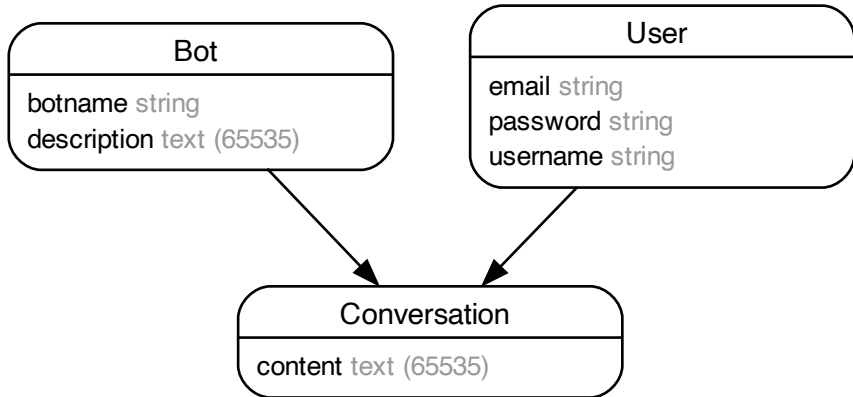 Bot
botname string
description text (65535)
User
email string
password string
username string
Conversation
content text (65535)